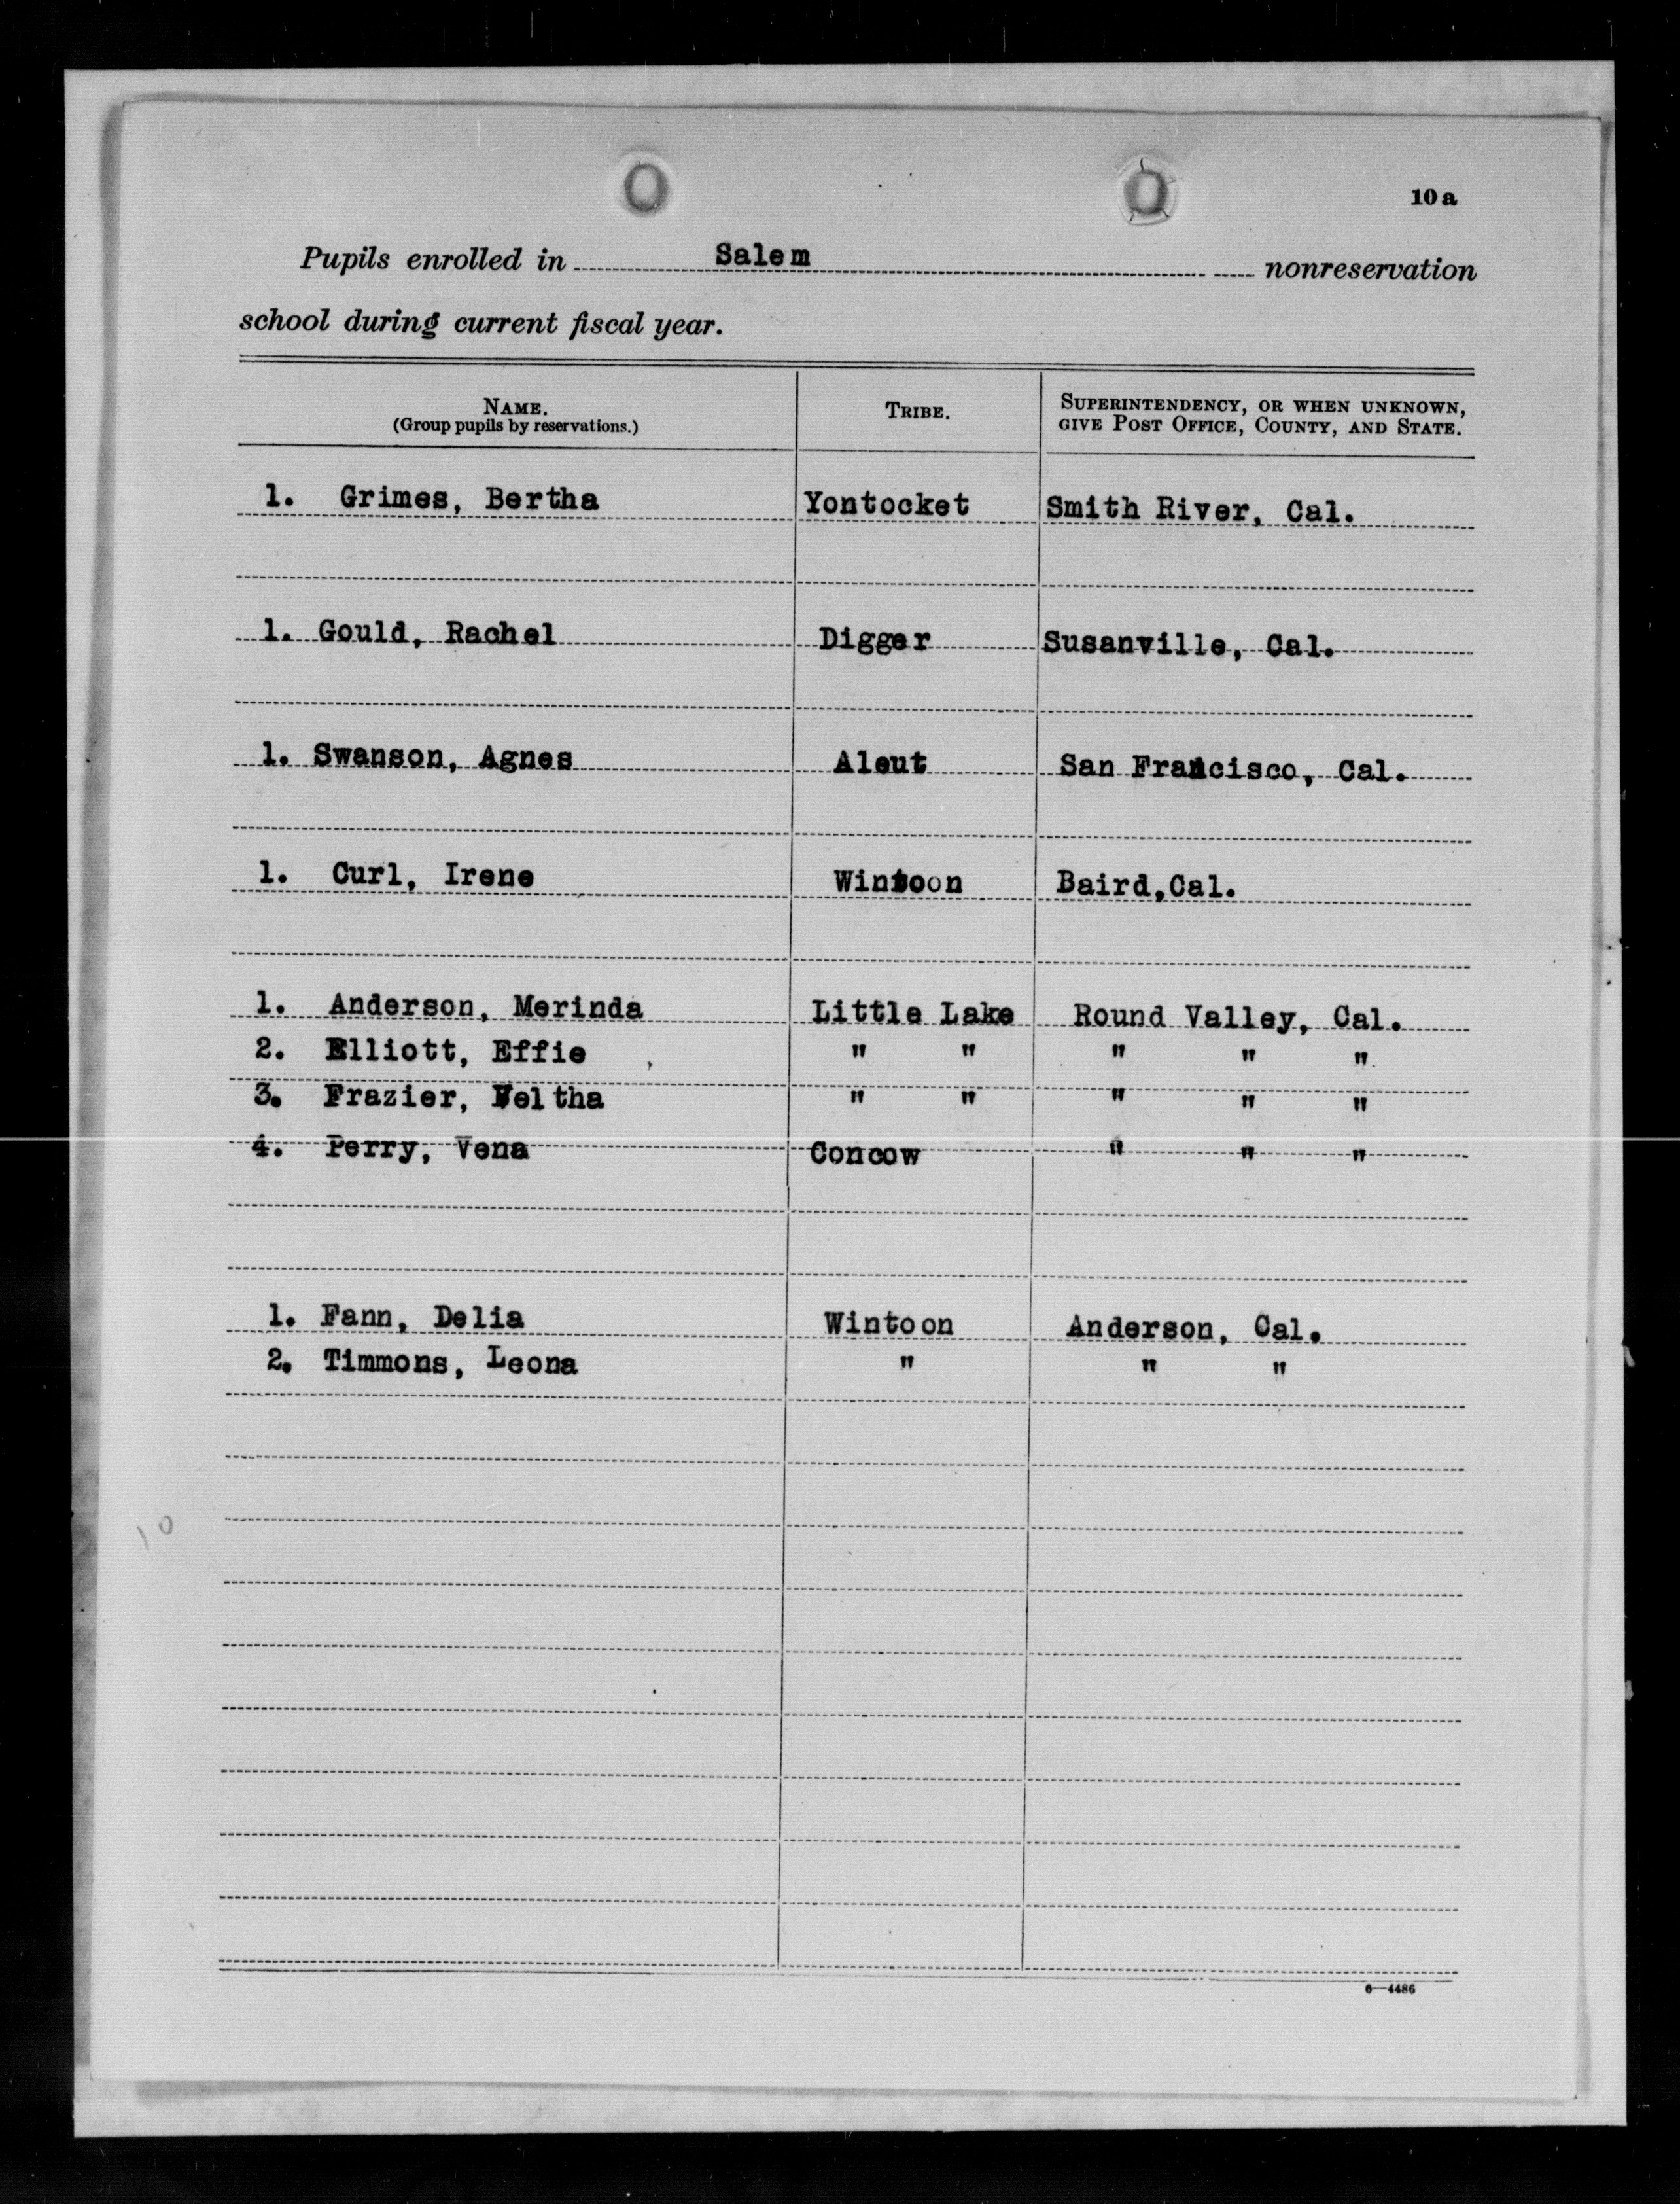 10 a
Pupils enrolled in Salem nonreservation
school during current fiscal year.
NAME. (Group pupils by reservations.) TRIBE. SUPERINTENDENCY, OR WHEN UNKNOWN, GIVE POST OFFICE, COUNTY, AND STATE.
1. Grimes, Bertha Yontocket Smith River, Cal.
1. Gould, Rachel Digger Susanville, Cal.
1. Swanson, Agnes Aleut San Francisco, Cal.
1. Curl, Irene Wintoon Baird,Cal.
1. Anderson, Merinda Little Lake Round Valley, Cal.
2. Elliott, Effie " " " " "
3. Frazier, Veltha " " " " "
4. Perry, Vena Concow " " "
1. Fann, Delia Wintoon Anderson, Cal.
2. Timmons, Leona " " "
10
6—4486